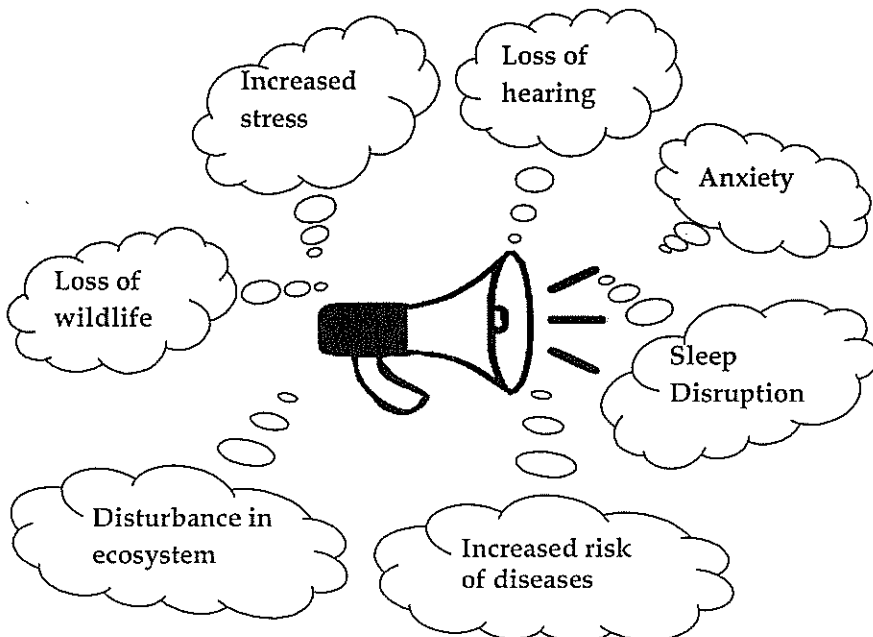 Increased
stress
Loss of
hearing
Anxiety
Loss of
wildlife
Sleep
Disruption
Disturbance in
ecosystem
Increased risk
of diseases